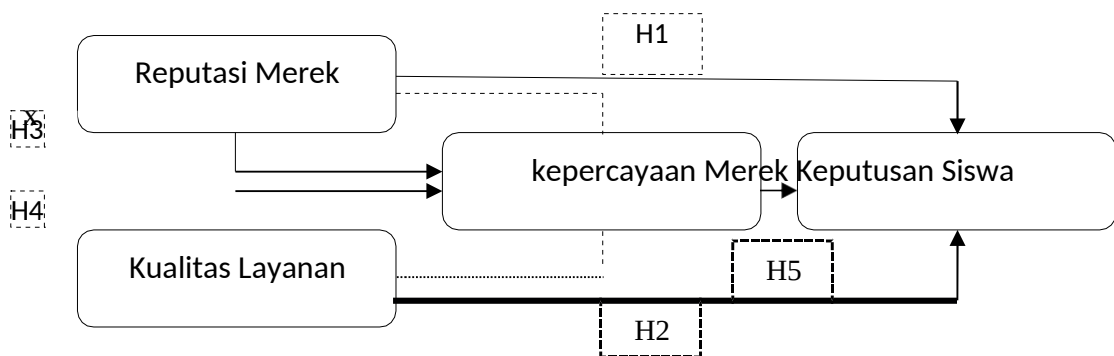 H1
Reputasi Merek
x
H3
kepercayaan Merek
Keputusan Siswa
H4
Kualitas Layanan
H5
H2